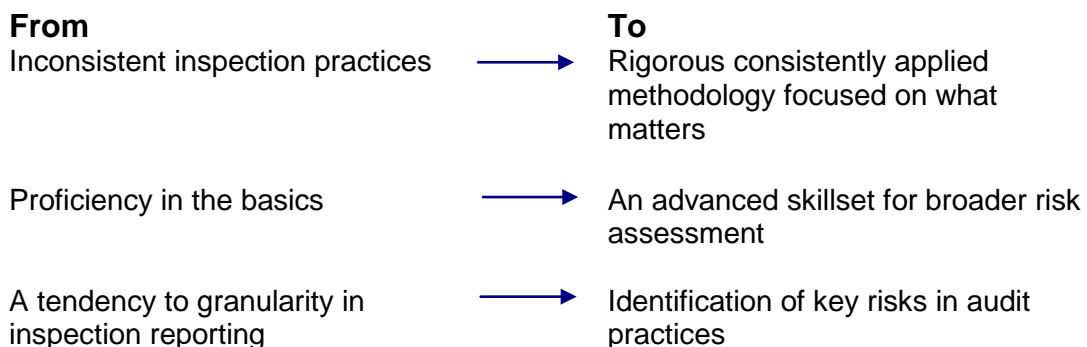 From To
Inconsistent inspection practices Rigorous consistently applied
methodology focused on what
matters
Proficiency in the basics An advanced skillset for broader risk
assessment
A tendency to granularity in Identification of key risks in audit
inspection reporting practices